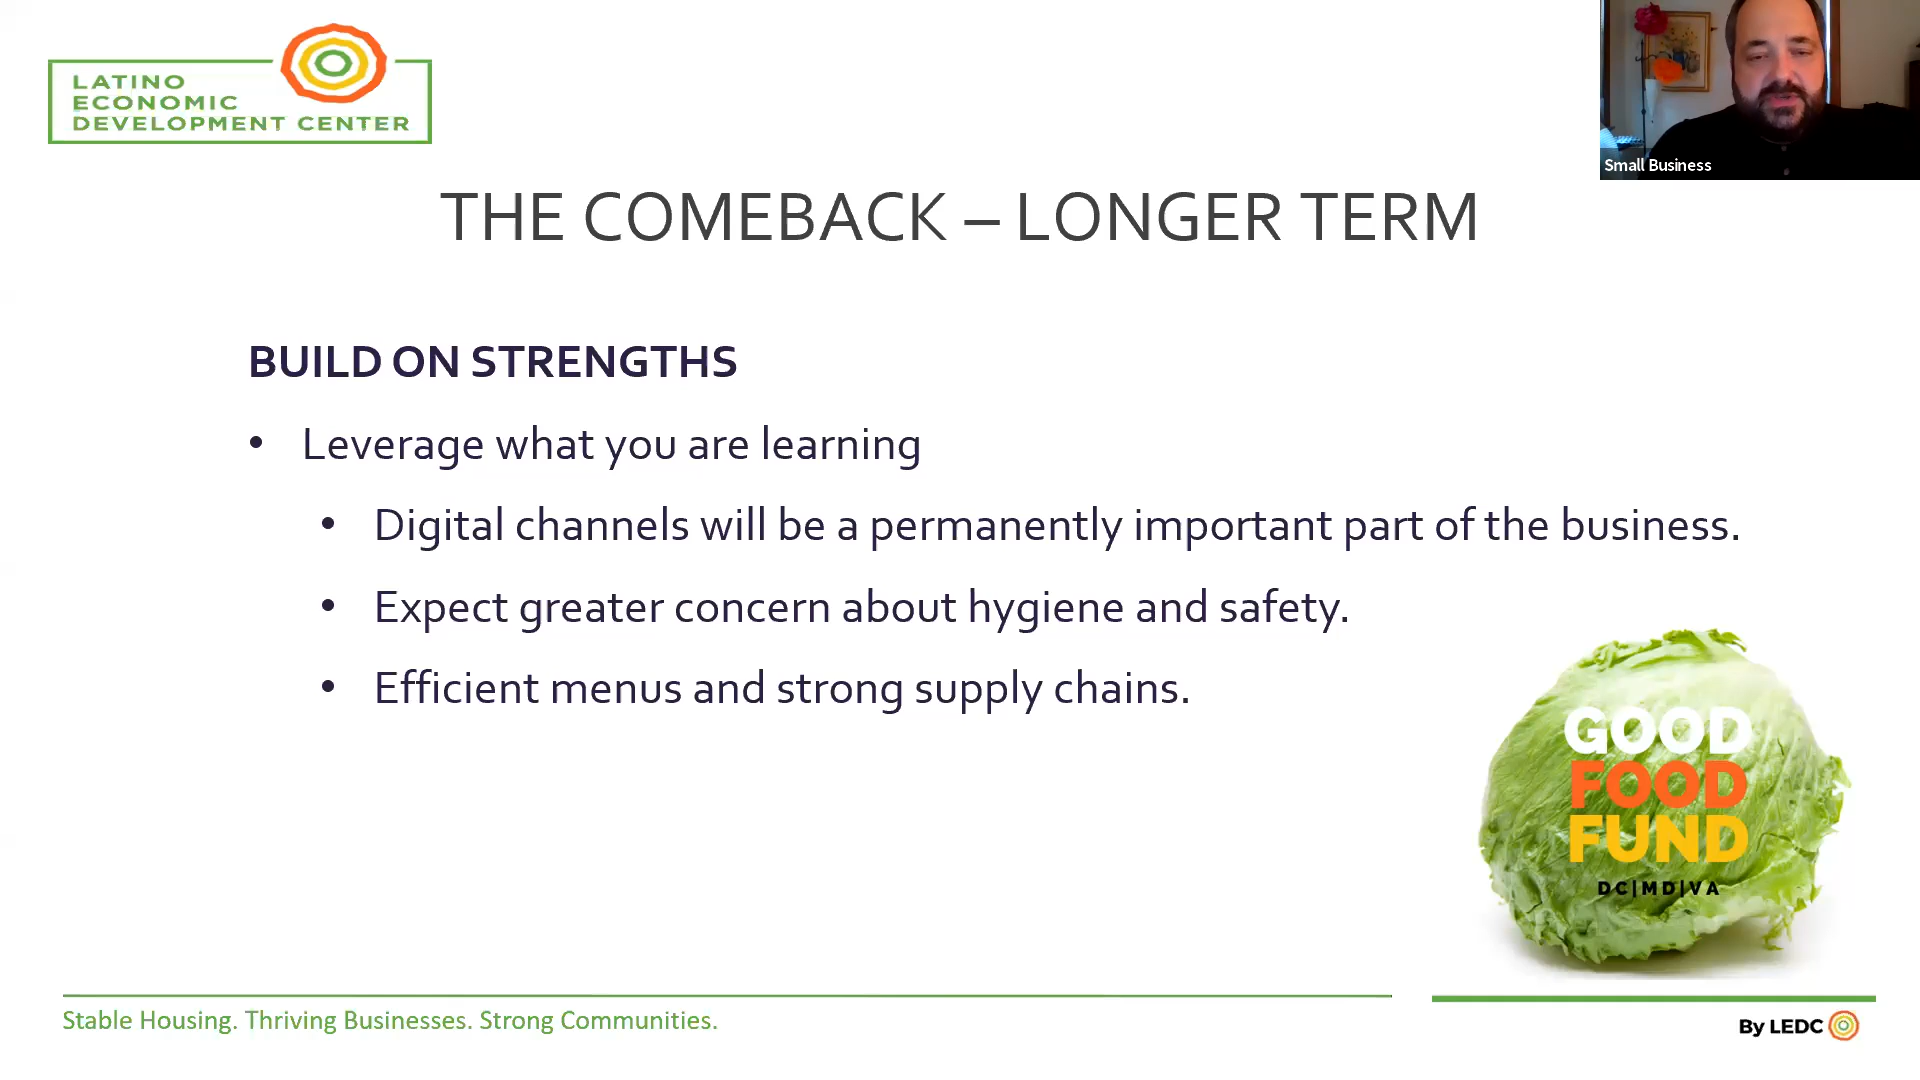 LATINO
ECONOMIC
DEVELOPMENT CENTER
Small Business
THE COMEBACK – LONGER TERM
BUILD ON STRENGTHS
• Leverage what you are learning
• Digital channels will be a permanently important part of the business.
• Expect greater concern about hygiene and safety.
• Efficient menus and strong supply chains.
GOOD
FOOD
FUND
DC|MD|VA
Stable Housing. Thriving Businesses. Strong Communities.
By LEDC